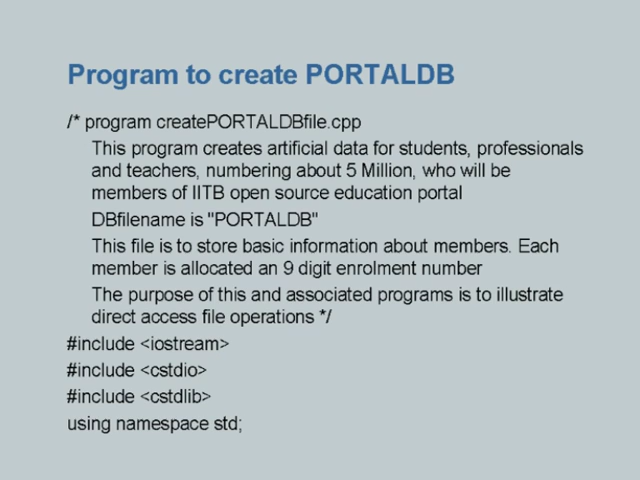 Program to create PORTALDB
/* program createPORTALDBfile.cpp
This program creates artificial data for students, professionals
and teachers, numbering about 5 Million, who will be
members of IITB open source education portal
DBfilename is "PORTALDB"
This file is to store basic information about members. Each
member is allocated an 9 digit enrolment number
The purpose of this and associated programs is to illustrate
direct access file operations */
#include <iostream>
#include <cstdio>
#include <cstdlib>
using namespace std;